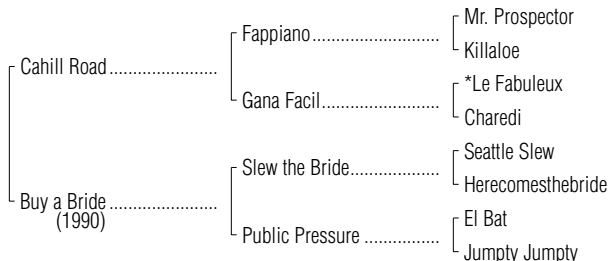 Mr. Prospector
Fappiano
Killaloe
Cahill Road
*Le Fabuleux
Gana Facil
Charedi
Seattle Slew
Slew the Bride
Herecomesthebride
Buy a Bride
(1990)
El Bat
Public Pressure
Jumpty Jumpty